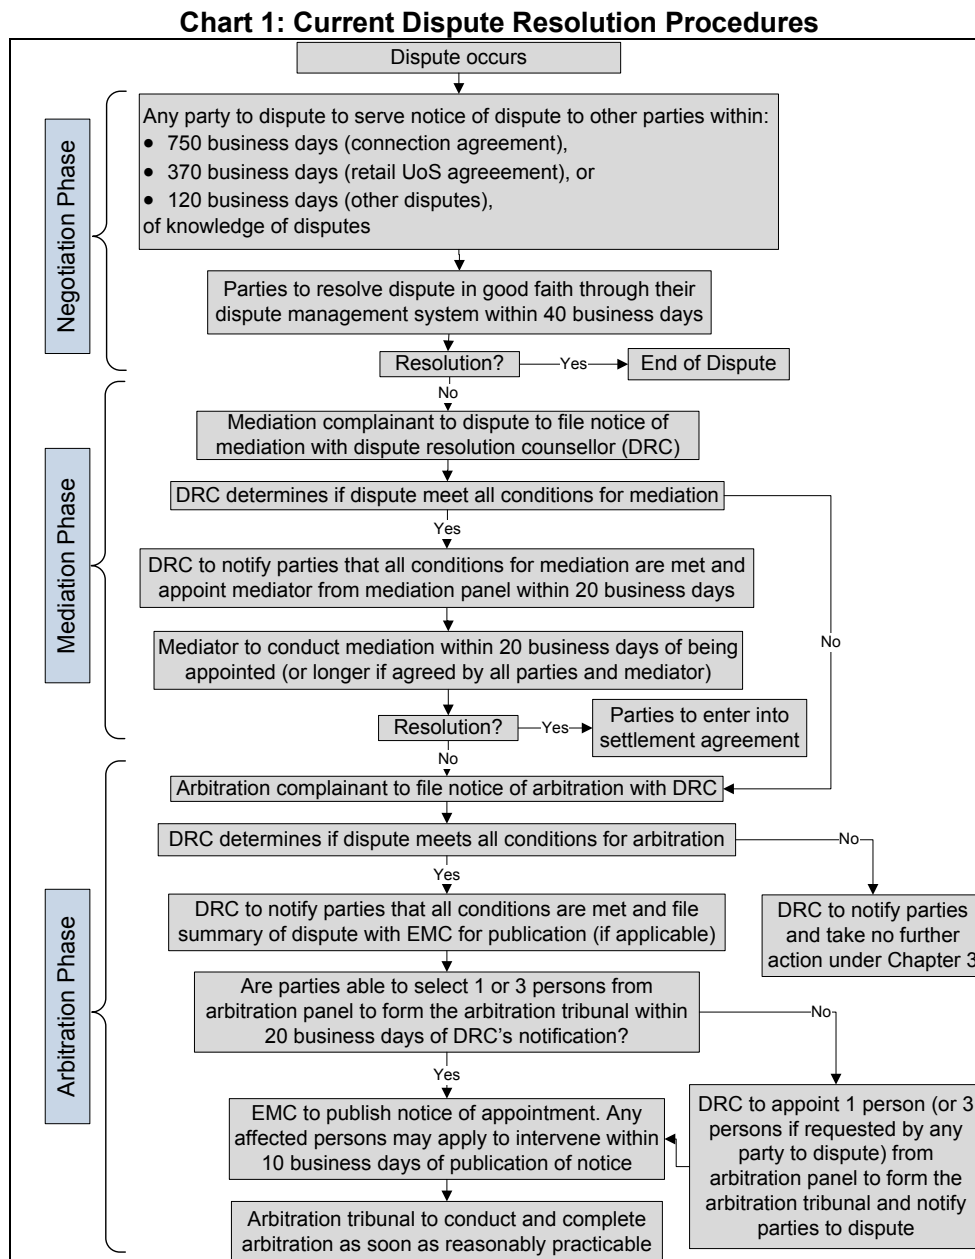 Chart 1: Current Dispute Resolution Procedures
Dispute occurs
Negotiation Phase
Any party to dispute to serve notice of dispute to other parties within:
• 750 business days (connection agreement),
• 370 business days (retail UoS agreeement), or
• 120 business days (other disputes),
of knowledge of disputes
Parties to resolve dispute in good faith through their
dispute management system within 40 business days
Resolution?
Yes
End of Dispute
No
Mediation Phase
Mediation complainant to dispute to file notice of
mediation with dispute resolution counsellor (DRC)
DRC determines if dispute meet all conditions for mediation
Yes
No
DRC to notify parties that all conditions for mediation are met and
appoint mediator from mediation panel within 20 business days
Mediator to conduct mediation within 20 business days of being
appointed (or longer if agreed by all parties and mediator)
Resolution?
Yes
Parties to enter into
settlement agreement
No
Arbitration Phase
Arbitration complainant to file notice of arbitration with DRC
DRC determines if dispute meets all conditions for arbitration
No
Yes
DRC to notify parties
and take no further
action under Chapter 3
DRC to notify parties that all conditions are met and file
summary of dispute with EMC for publication (if applicable)
Are parties able to select 1 or 3 persons from
arbitration panel to form the arbitration tribunal within
20 business days of DRC's notification?
No
Yes
DRC to appoint 1 person (or 3
persons if requested by any
party to dispute) from
arbitration panel to form the
arbitration tribunal and notify
parties to dispute
EMC to publish notice of appointment. Any
affected persons may apply to intervene within
10 business days of publication of notice
Arbitration tribunal to conduct and complete
arbitration as soon as reasonably practicable